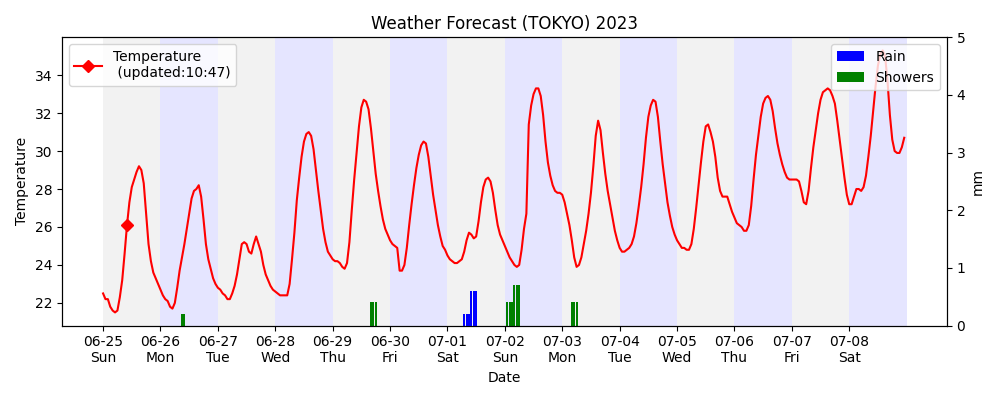 Weather Forecast (TOKYO) 2023
Temperature
(updated:10:47)
Rain
Showers
Temperature
34
32
30
28
26
24
22
5
4
3
2
1
0
mm
06-25 06-26 06-27 06-28 06-29 06-30 07-01 07-02 07-03 07-04 07-05 07-06 07-07 07-08
Sun Mon Tue Wed Thu Fri Sat Sun Mon Tue Wed Thu Fri Sat
Date